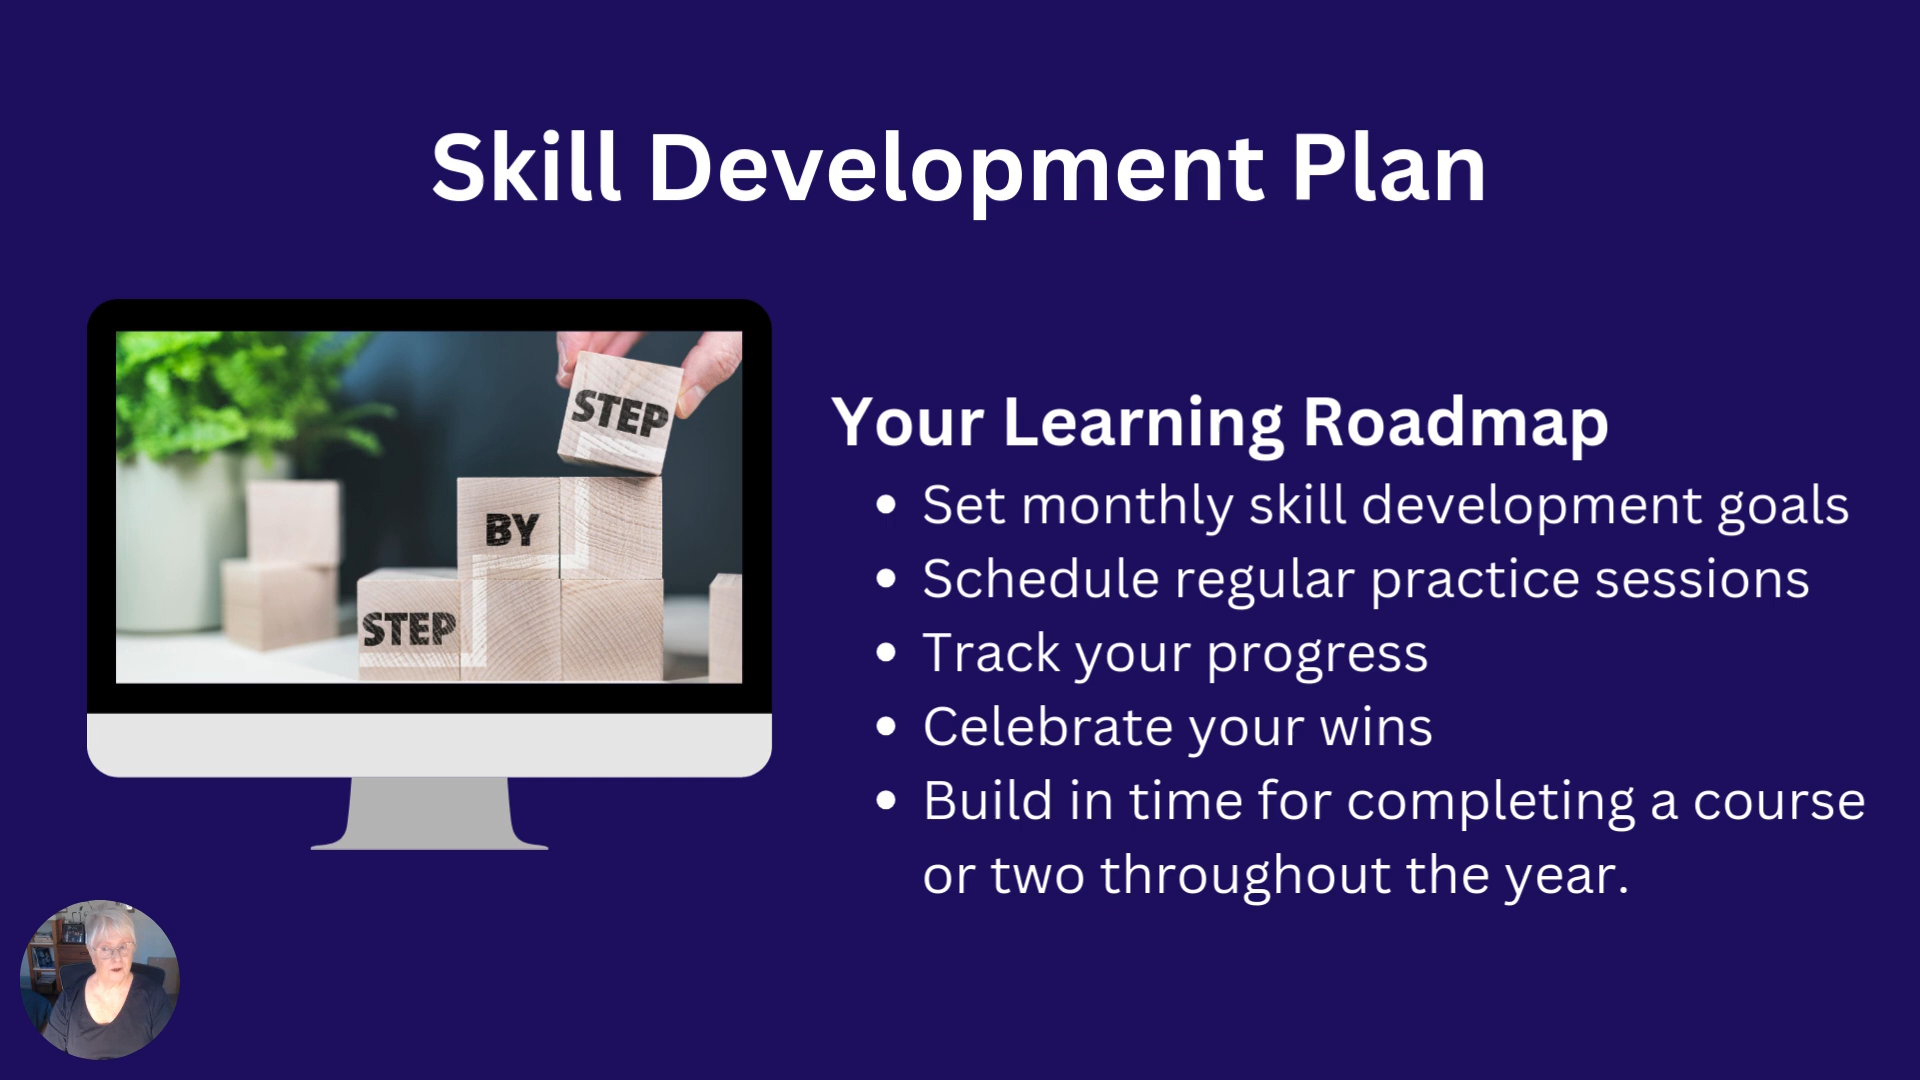 Skill Development Plan
STEP
BY
STEP
Your Learning Roadmap
• Set monthly skill development goals
• Schedule regular practice sessions
• Track your progress
• Celebrate your wins
• Build in time for completing a course
or two throughout the year.